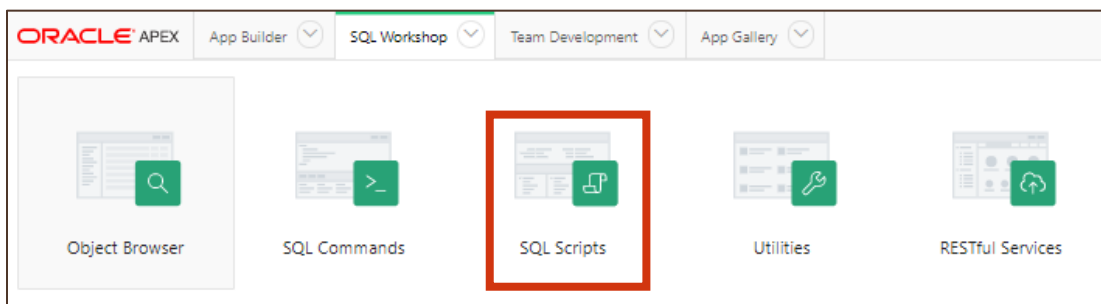 ORACLE APEX App Builder SQL Workshop Team Development App Gallery
Object Browser SQL Commands SQL Scripts Utilities RESTful Services